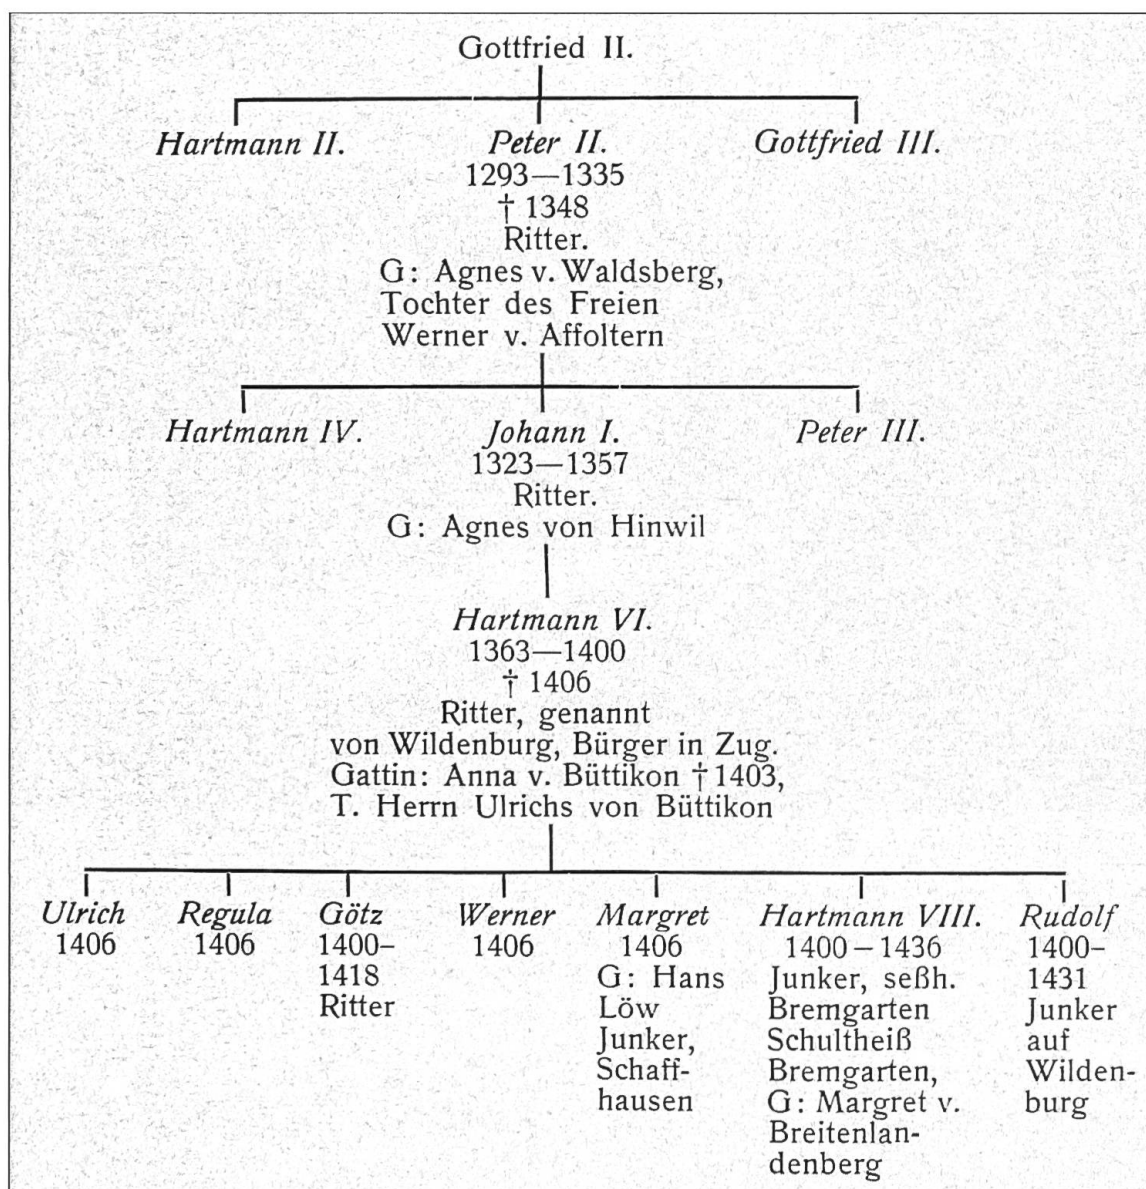 Gottfried II.
Hartmann II.
Peter II.
1293—1335
† 1348
Ritter.
G: Agnes v. Waldsberg,
Tochter des Freien
Werner v. Affoltern
Gottfried III.
Hartmann IV.
Johann I.
1323—1357
Ritter.
G: Agnes von Hinwil
Peter III.
Hartmann VI.
1363—1400
† 1406
Ritter, genannt
von Wildenburg, Bürger in Zug.
Gattin: Anna v. Büttikon † 1403,
T. Herrn Ulrichs von Büttikon
Ulrich
1406
Regula
1406
Götz
1400–
1418
Ritter
Werner
1406
Margret
1406
G: Hans
Löw
Junker,
Schaff-
hausen
Hartmann VIII.
1400–1436
Junker, seßh.
Bremgarten
Schultheiß
Bremgarten,
G: Margret v.
Breitenlan-
denberg
Rudolf
1400–
1431
Junker
auf
Wilden-
burg